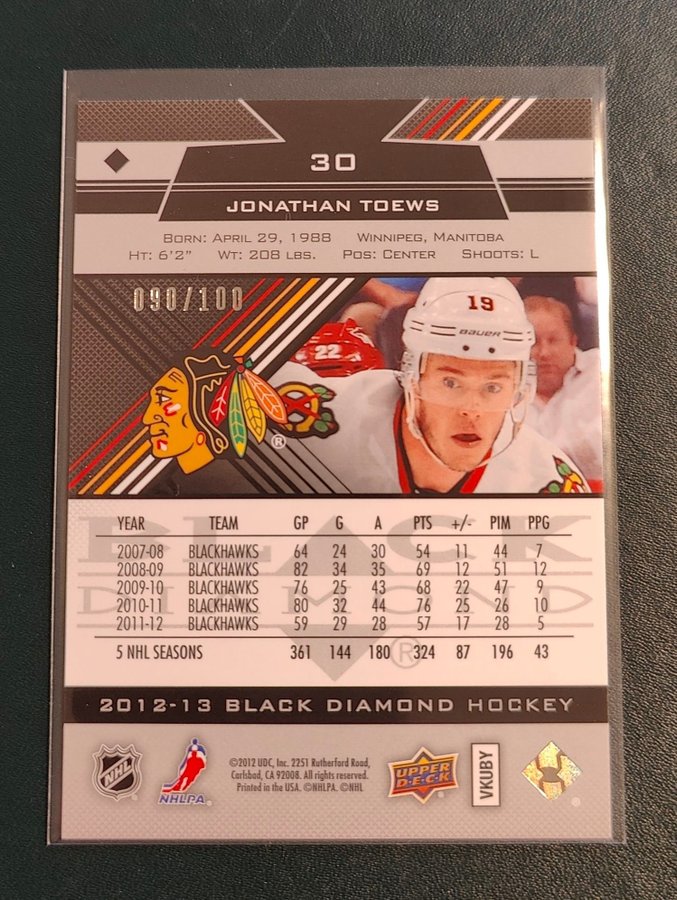 30
JONATHAN TOEWS
BORN: APRIL 29, 1988 WINNIPEG, MANITOBA
HT: 6'2" WT: 208 LBS. POS: CENTER SHOOTS: L
090/100
19
BAUER
22
BLACK
DIAMOND
®
YEAR TEAM GP G A PTS +/- PIM PPG
2007-08 BLACKHAWKS 64 24 30 54 11 44 7
2008-09 BLACKHAWKS 82 34 35 69 12 51 12
2009-10 BLACKHAWKS 76 25 43 68 22 47 9
2010-11 BLACKHAWKS 80 32 44 76 25 26 10
2011-12 BLACKHAWKS 59 29 28 57 17 28 5
5 NHL SEASONS 361 144 180 324 87 196 43
®
2012-13 BLACK DIAMOND HOCKEY
NHL
NHLPA
©2012 UDC, Inc. 2251 Rutherford Road,
Carlsbad, CA 92008. All rights reserved.
Printed in the USA. ©NHLPA. ©NHL
UPPER
DECK
VKUBY